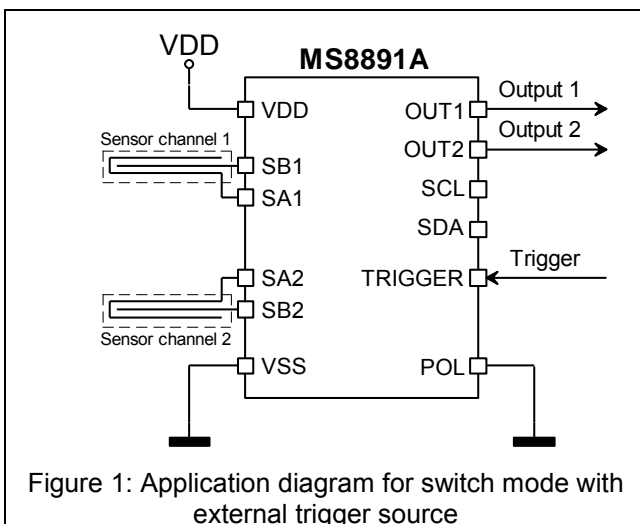 VDD
MS8891A
VDD
OUT1
Output 1
Sensor channel 1
OUT2
Output 2
SB1
SCL
SA1
SDA
SA2
TRIGGER
Trigger
SB2
Sensor channel 2
VSS
POL
Figure 1: Application diagram for switch mode with
external trigger source